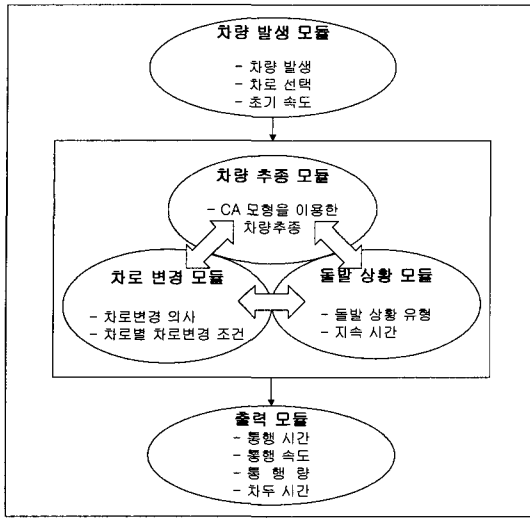 차량 발생 모듈
- 차량 발생
- 차로 선택
- 초기 속도
차량 추종 모듈
- CA 모형을 이용한
차량추종
차로 변경 모듈
- 차로변경 의사
- 차로별 차로변경 조건
돌발 상황 모듈
- 돌발 상황 유형
- 지속 시간
출력 모듈
- 통행 시간
- 통행 속도
- 통 행 량
- 차두 시간